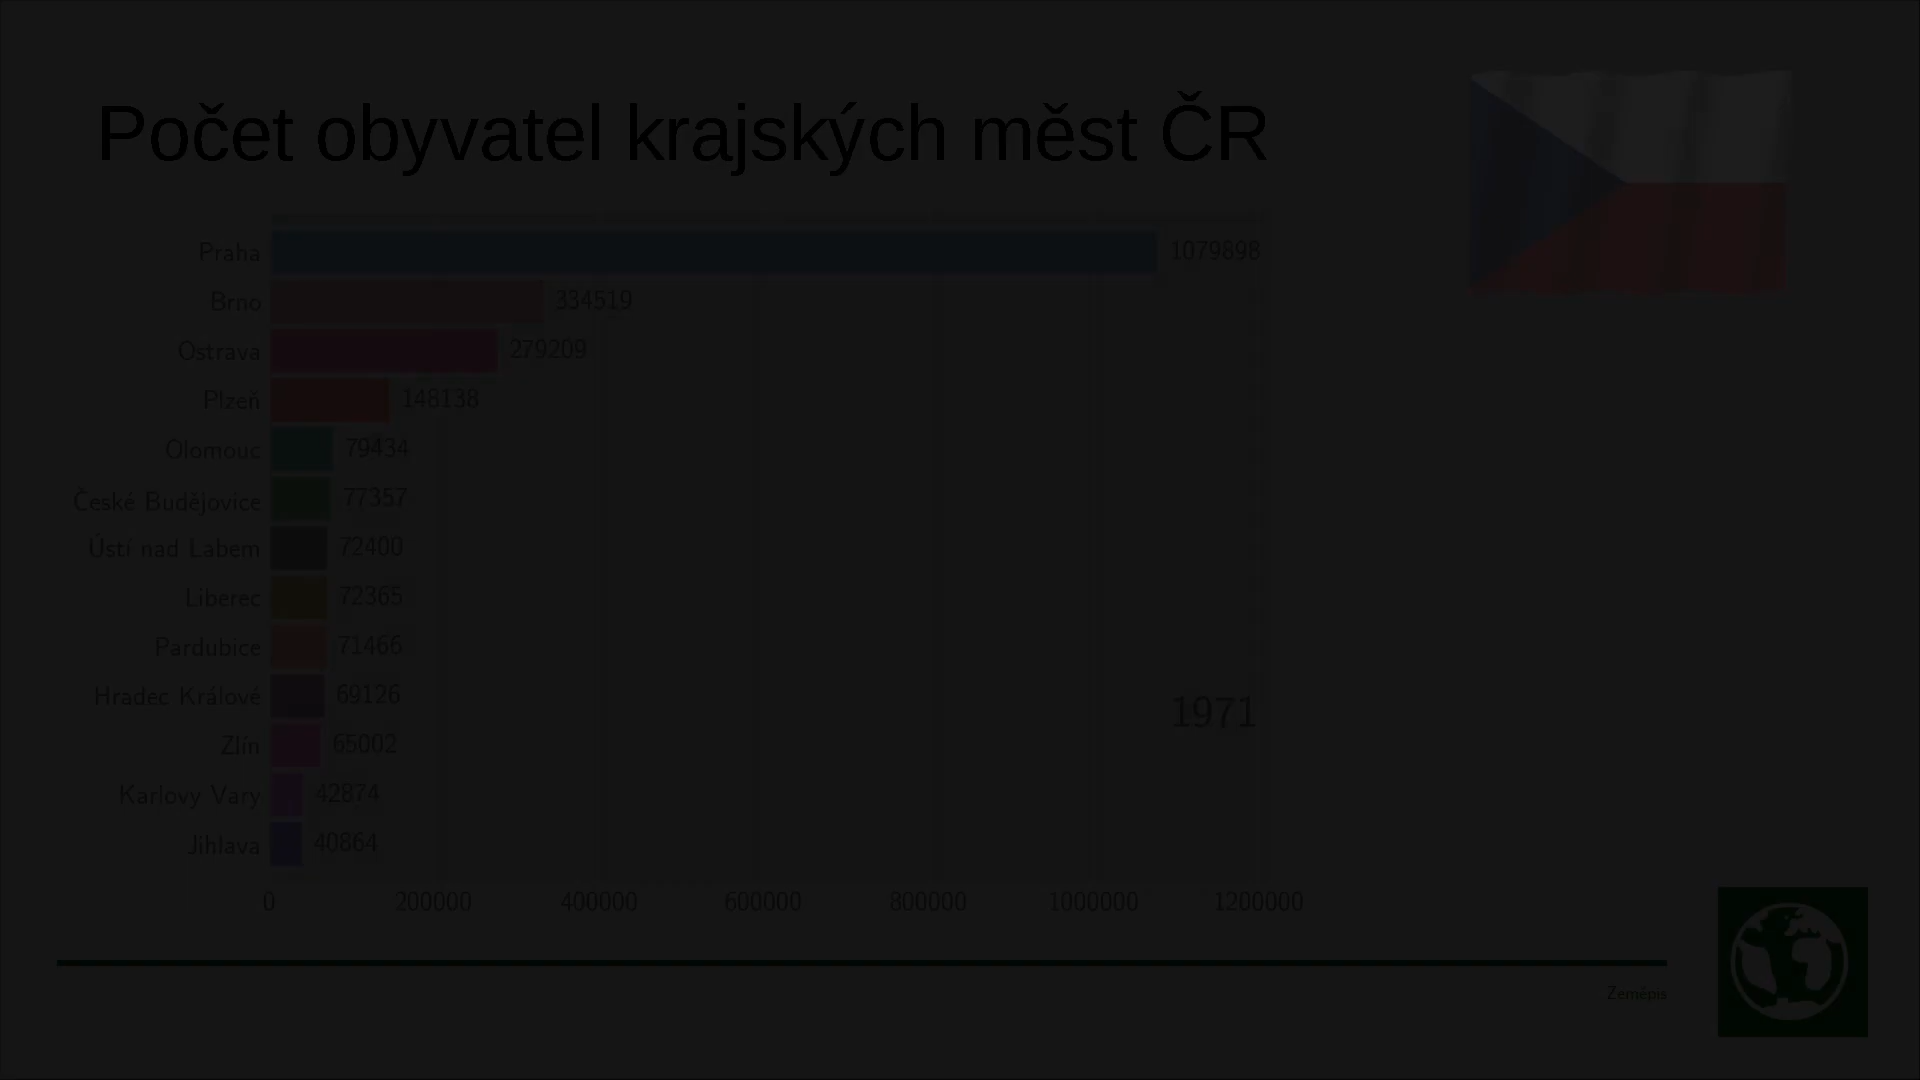 Počet obyvatel krajských měst ČR
Praha 1079898
Brno 334519
Ostrava 279209
Plzeň 148138
Olomouc 79434
České Budějovice 77357
Ústí nad Labem 72400
Liberec 72365
Pardubice 71466
Hradec Králové 69126
1971
Zlín 65002
Karlovy Vary 42874
Jihlava 40864
0 200000 400000 600000 800000 1000000 1200000
Zeměpis